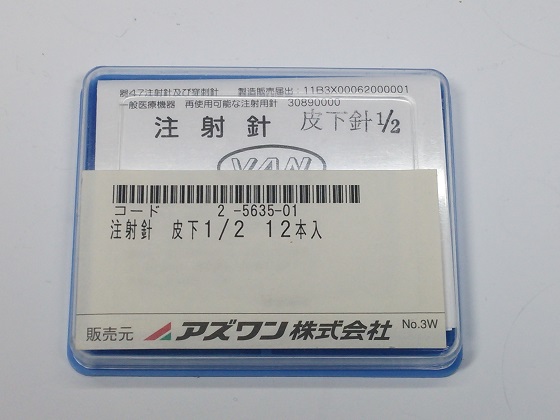 器47注射針及び穿刺針 製造販売届出:11B3X00062000001
一般医療機器 再使用可能な注射用針 30890000
注射針 皮下針1/2
VAN
コード 2-5635-01
注射針 皮下1/2 12本入
販売元 アズワン株式会社 No.3W